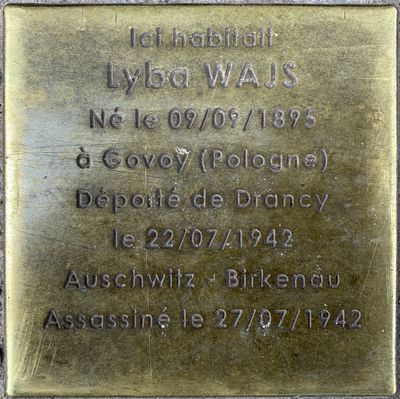 Ici habitait
Lyba WAJS
Né le 09/09/1895
à Govoy (Pologne)
Déporté de Drancy
le 22/07/1942
Auschwitz - Birkenau
Assassiné le 27/07/1942